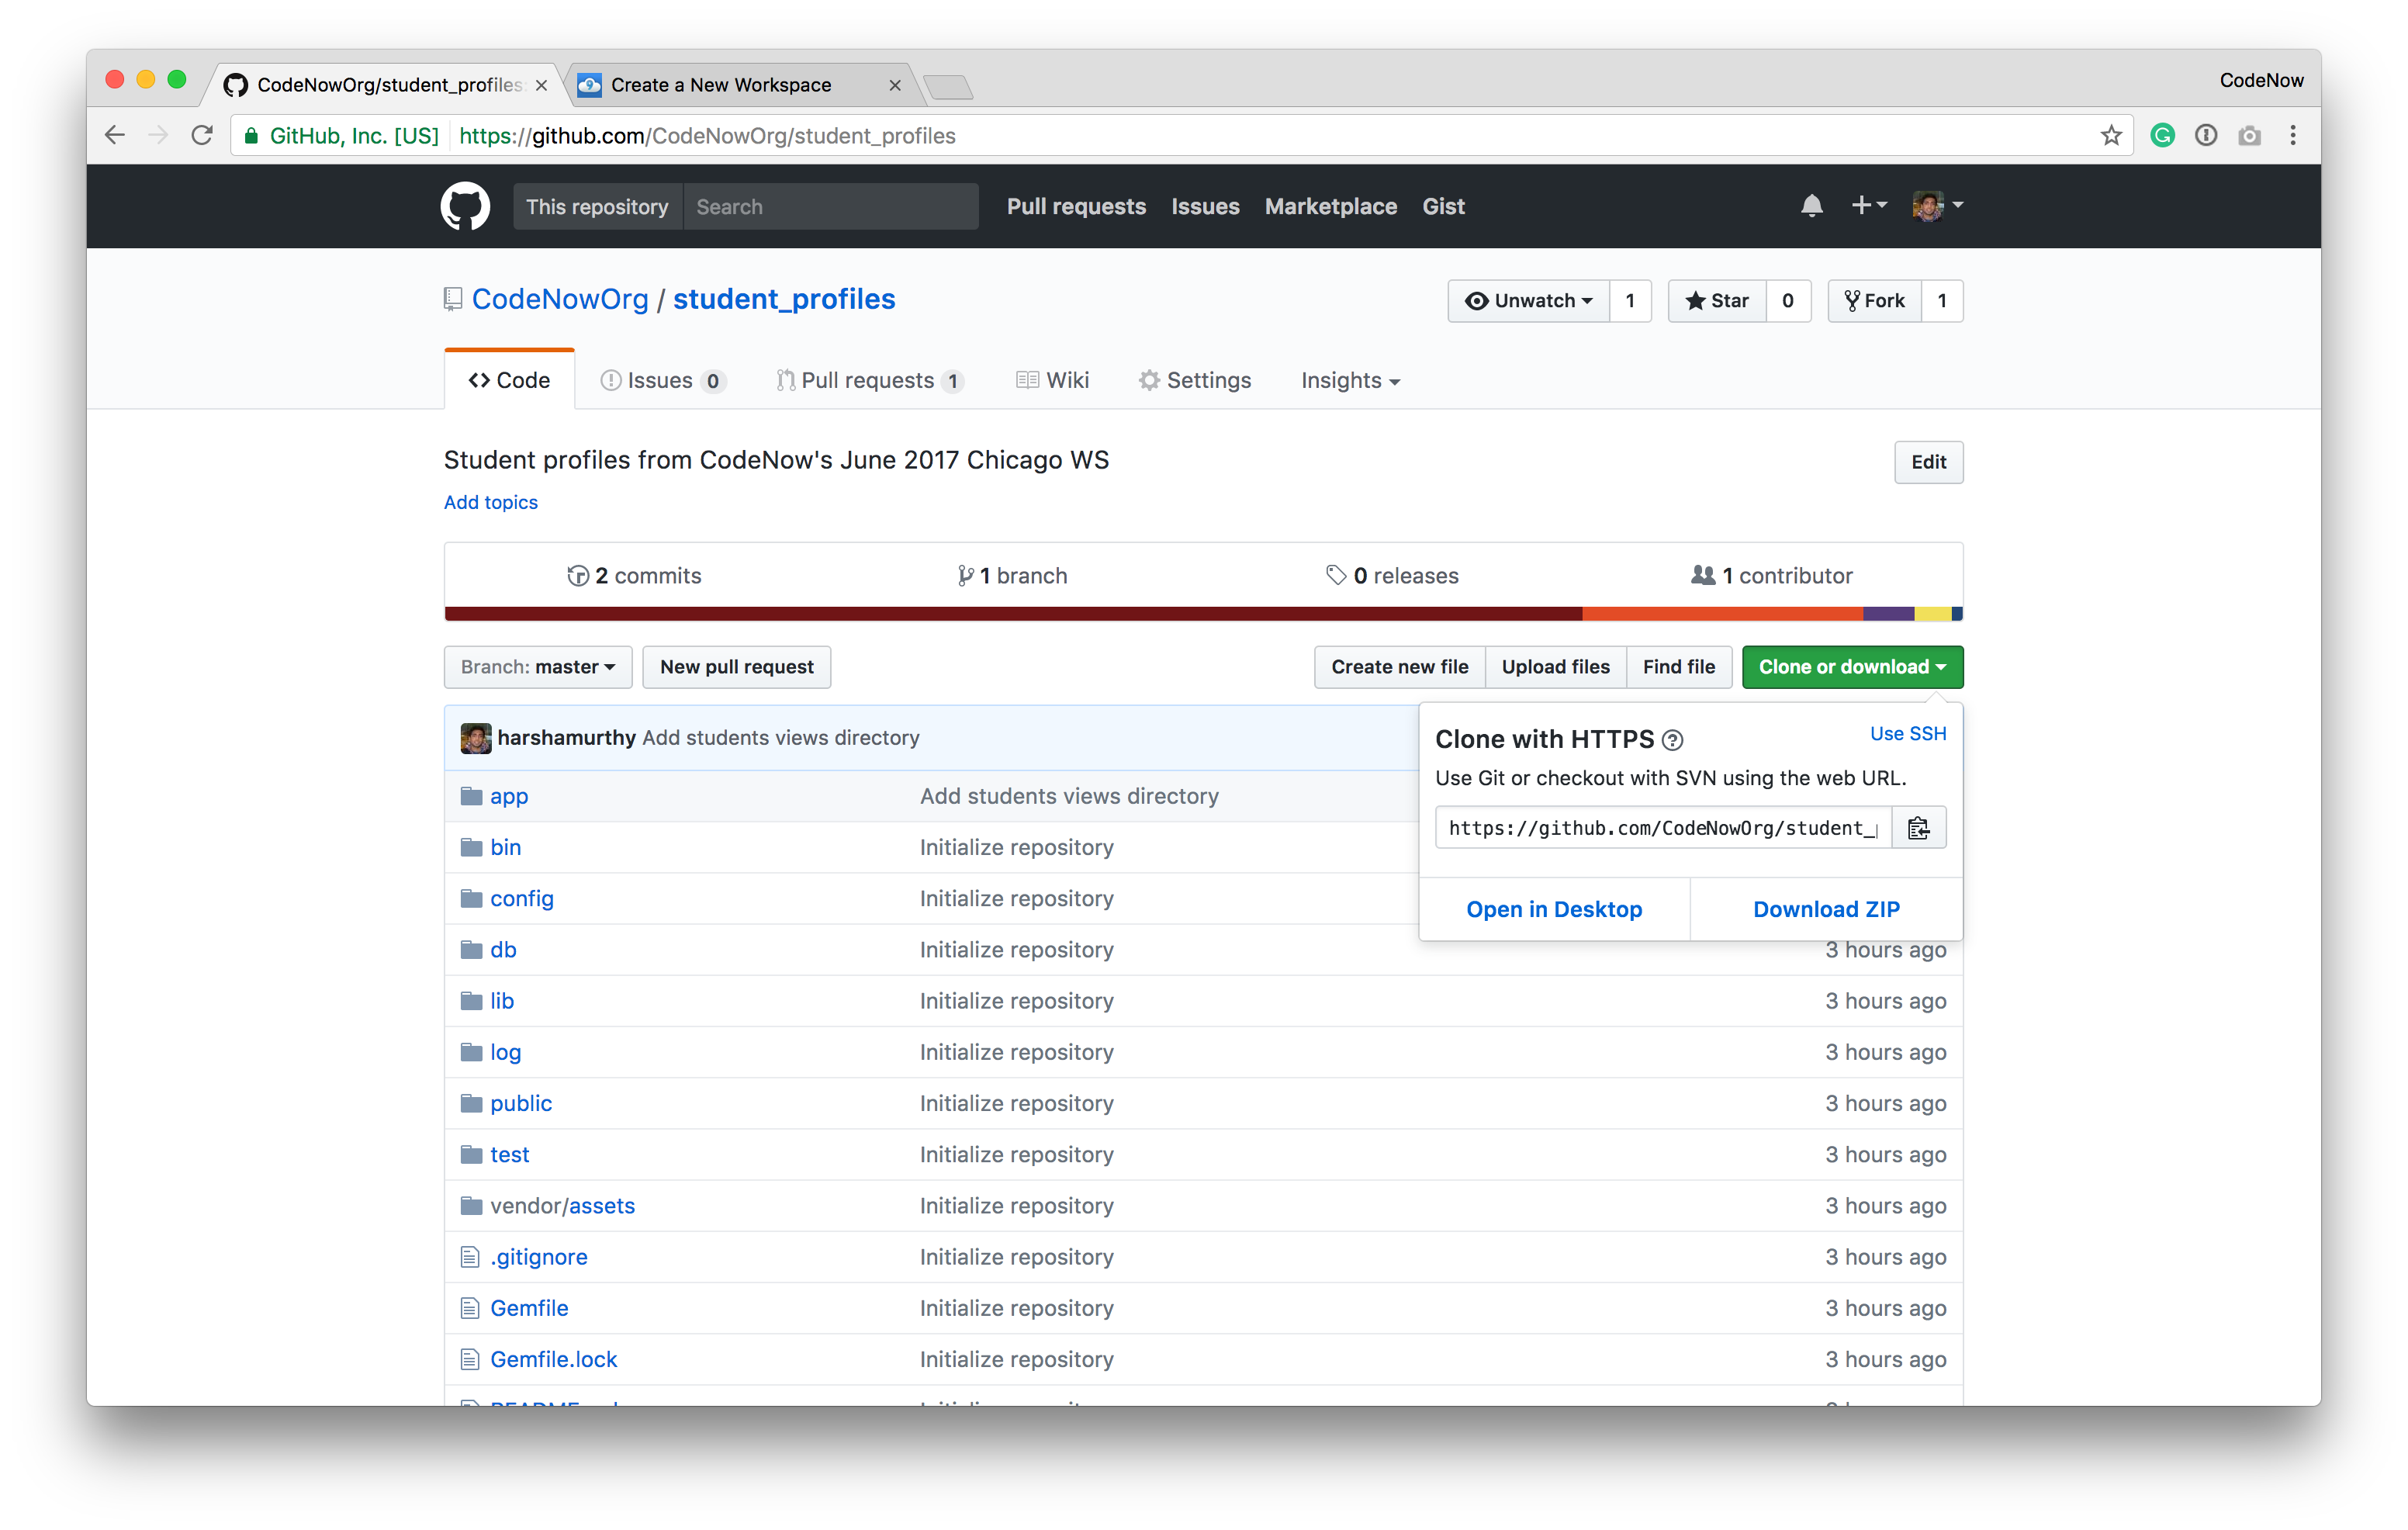 CodeNowOrg/student_profiles: Create a New Workspace CodeNow
GitHub, Inc. [US] https://github.com/CodeNowOrg/student_profiles
This repository Search Pull requests Issues Marketplace Gist
CodeNowOrg / student_profiles Unwatch 1 Star 0 Fork 1
Code Issues 0 Pull requests 1 Wiki Settings Insights
Student profiles from CodeNow's June 2017 Chicago WS Edit
Add topics
2 commits 1 branch 0 releases 1 contributor
Branch: master New pull request Create new file Upload files Find file Clone or download
harshamurthy Add students views directory
Clone with HTTPS Use SSH
Use Git or checkout with SVN using the web URL.
https://github.com/CodeNowOrg/student_
Open in Desktop Download ZIP
app Add students views directory
bin Initialize repository
config Initialize repository
db Initialize repository 3 hours ago
lib Initialize repository 3 hours ago
log Initialize repository 3 hours ago
public Initialize repository 3 hours ago
test Initialize repository 3 hours ago
vendor/assets Initialize repository 3 hours ago
.gitignore Initialize repository 3 hours ago
Gemfile Initialize repository 3 hours ago
Gemfile.lock Initialize repository 3 hours ago